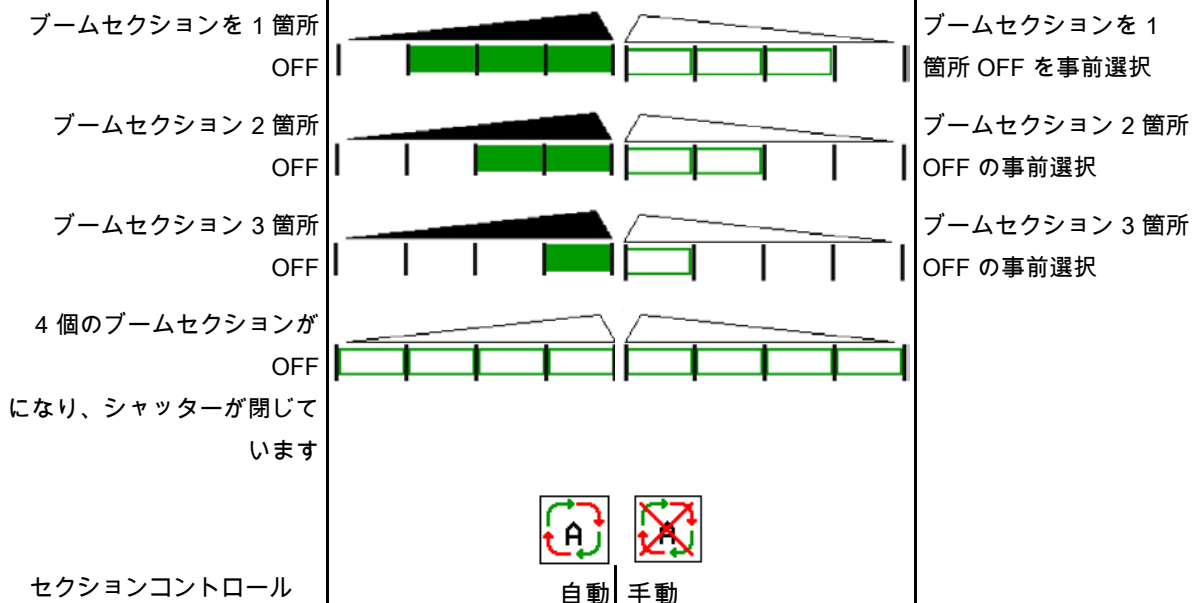 ブームセクションを 1 箇所
OFF
ブームセクションを 1
箇所 OFF を事前選択
ブームセクション 2 箇所
OFF
ブームセクション 2 箇所
OFF の事前選択
ブームセクション 3 箇所
OFF
ブームセクション 3 箇所
OFF の事前選択
4 個のブームセクションが
OFF
になり、シャッターが閉じて
います
A
A
セクションコントロール
自動
手動